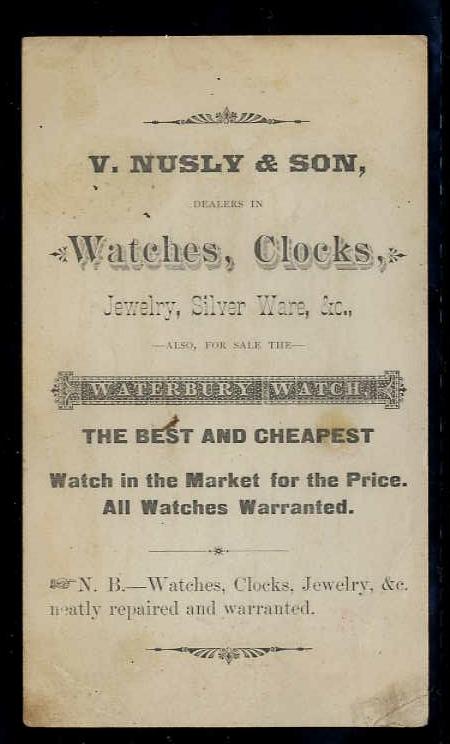 V. NUSLY & SON,
DEALERS IN
Watches, Clocks,
Jewelry, Silver Ware, &c.,
—ALSO, FOR SALE THE—
WATERBURY WATCH.
THE BEST AND CHEAPEST
Watch in the Market for the Price.
All Watches Warranted.
☞N. B.—Watches, Clocks, Jewelry, &c.
neatly repaired and warranted.